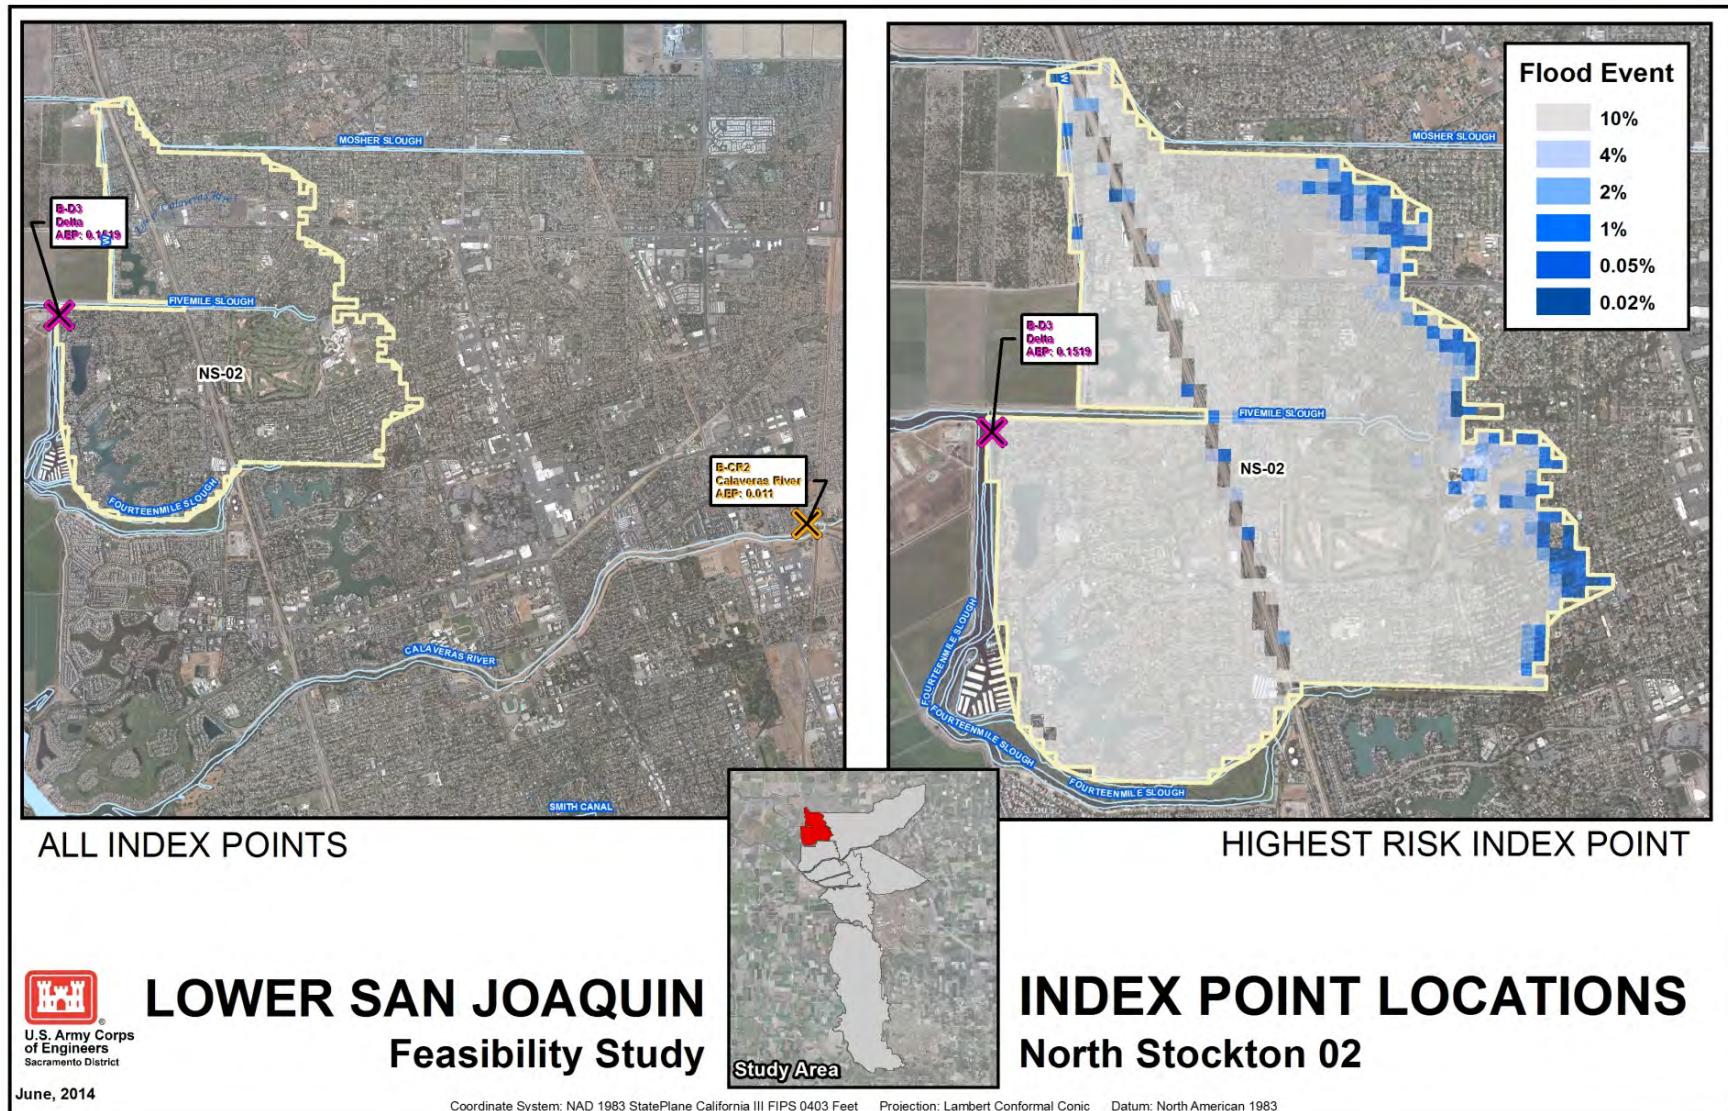 MOSHER SLOUGH
B-D3
Delta
AEP: 0.1519
W
FIVEMILE SLOUGH
NS-02
FOURTEENMILE SLOUGH
B-CR2
Calaveras River
AEP: 0.011
CALAVERAS RIVER
SMITH CANAL
ALL INDEX POINTS
W
Flood Event
10%
4%
2%
1%
0.05%
0.02%
MOSHER SLOUGH
B-D3
Delta
AEP: 0.1519
FIVEMILE SLOUGH
NS-02
FOURTEENMILE SLOUGH
FOURTEENMILE SLOUGH
FOURTEENMILE SLOUGH
HIGHEST RISK INDEX POINT
Study Area
U.S. Army Corps
of Engineers
Sacramento District
®
June, 2014
LOWER SAN JOAQUIN
Feasibility Study
INDEX POINT LOCATIONS
North Stockton 02
Coordinate System: NAD 1983 StatePlane California III FIPS 0403 Feet Projection: Lambert Conformal Conic Datum: North American 1983